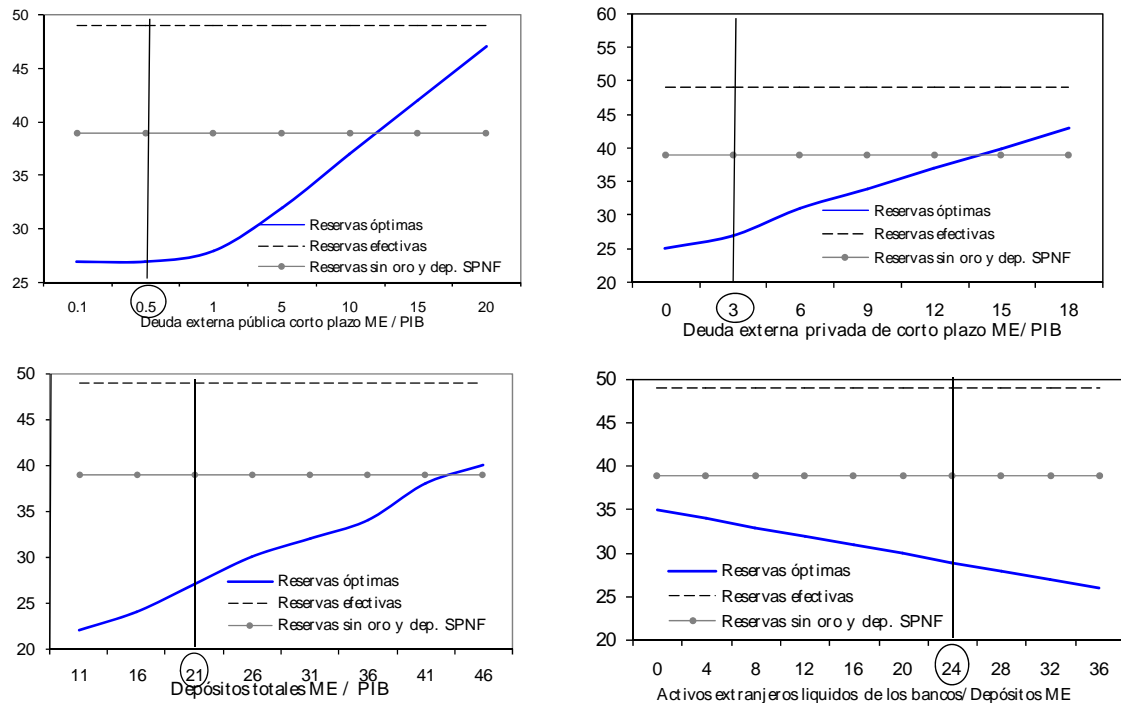 50
45
40
35
30
25
Reservas óptimas
Reservas efectivas
Reservas sin oro y dep. SPNF
0.1 0.5 1 5 10 15 20
Deuda externa pública corto plazo ME / PIB
60
55
50
45
40
35
30
25
20
Reservas óptimas
Reservas efectivas
Reservas sin oro y dep. SPNF
0 3 6 9 12 15 18
Deuda externa privada de corto plazo ME/ PIB
50
45
40
35
30
25
20
Reservas óptimas
Reservas efectivas
Reservas sin oro y dep. SPNF
11 16 21 26 31 36 41 46
Depósitos totales ME / PIB
50
45
40
35
30
25
20
Reservas óptimas
Reservas efectivas
Reservas sin oro y dep. SPNF
0 4 8 12 16 20 24 28 32 36
Activos extranjeros liquidos de los bancos/ Depósitos ME